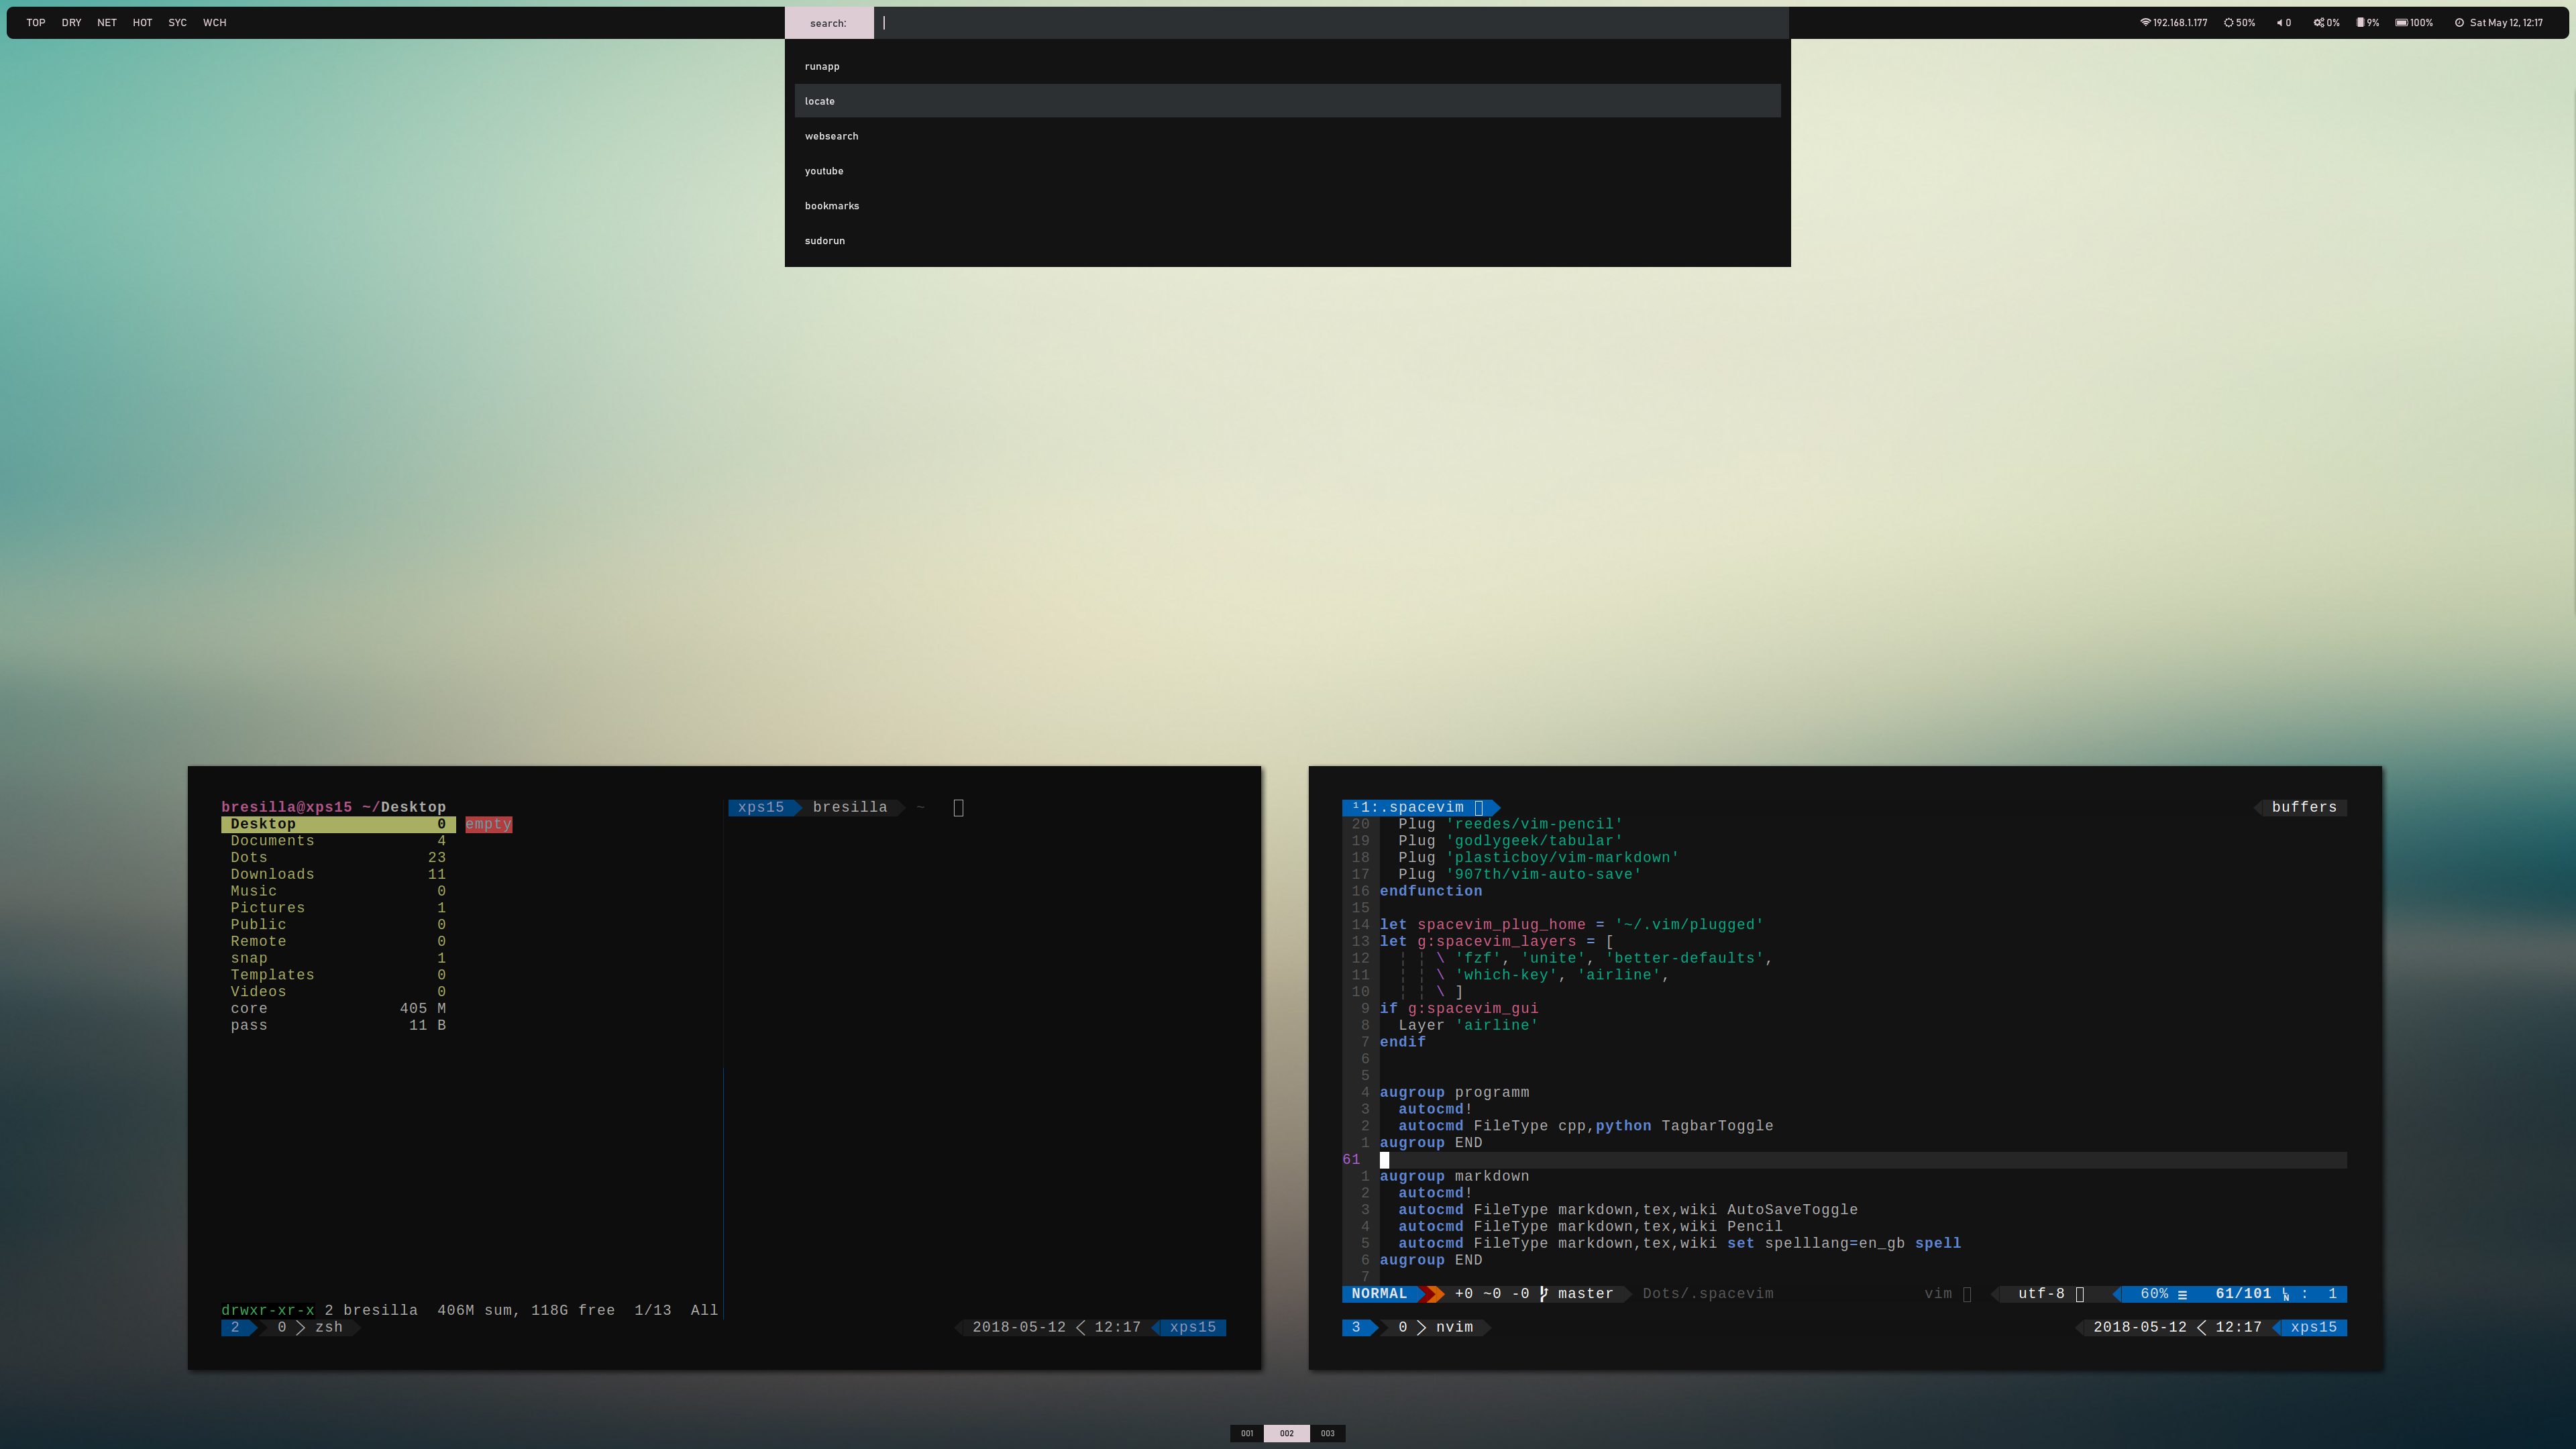 TOP DRY NET HOT SYC WCH
search:
192.168.1.177 50% 0 0% 9% 100% Sat May 12, 12:17
runapp
locate
websearch
youtube
bookmarks
sudorun
bresilla@xps15 ~/Desktop
Desktop 0 empty
Documents 4
Dots 23
Downloads 11
Music 0
Pictures 1
Public 0
Remote 0
snap 1
Templates 0
Videos 0
core 405 M
pass 11 B
drwxr-xr-x 2 bresilla 406M sum, 118G free 1/13 All
xps15 bresilla ~
2 0 zsh
2018-05-12 12:17 xps15
¹1:.spacevim
buffers
20 Plug 'reedes/vim-pencil'
19 Plug 'godlygeek/tabular'
18 Plug 'plasticboy/vim-markdown'
17 Plug '907th/vim-auto-save'
16 endfunction
15
14 let spacevim_plug_home = '~/.vim/plugged'
13 let g:spacevim_layers = [
12 ¦ ¦ \ 'fzf', 'unite', 'better-defaults',
11 ¦ ¦ \ 'which-key', 'airline',
10 ¦ ¦ \ ]
9 if g:spacevim_gui
8 Layer 'airline'
7 endif
6
5
4 augroup programm
3 autocmd!
2 autocmd FileType cpp,python TagbarToggle
1 augroup END
61
1 augroup markdown
2 autocmd!
3 autocmd FileType markdown,tex,wiki AutoSaveToggle
4 autocmd FileType markdown,tex,wiki Pencil
5 autocmd FileType markdown,tex,wiki set spelllang=en_gb spell
6 augroup END
7
NORMAL +0 ~0 -0 master Dots/.spacevim vim utf-8 60% ☰ 61/101 : 1
3 0 nvim
2018-05-12 12:17 xps15
001 002 003